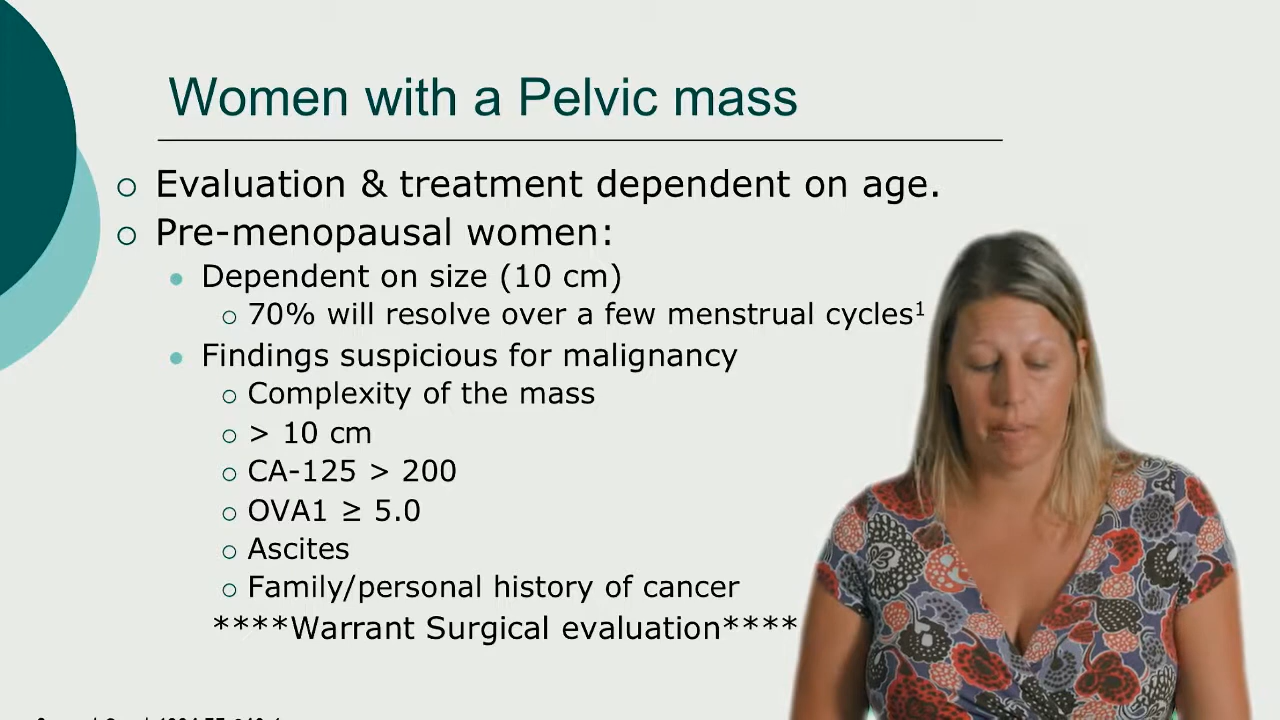 Women with a Pelvic mass
Evaluation & treatment dependent on age.
Pre-menopausal women:
Dependent on size (10 cm)
70% will resolve over a few menstrual cycles¹
Findings suspicious for malignancy
Complexity of the mass
> 10 cm
CA-125 > 200
OVA1 ≥ 5.0
Ascites
Family/personal history of cancer
****Warrant Surgical evaluation****